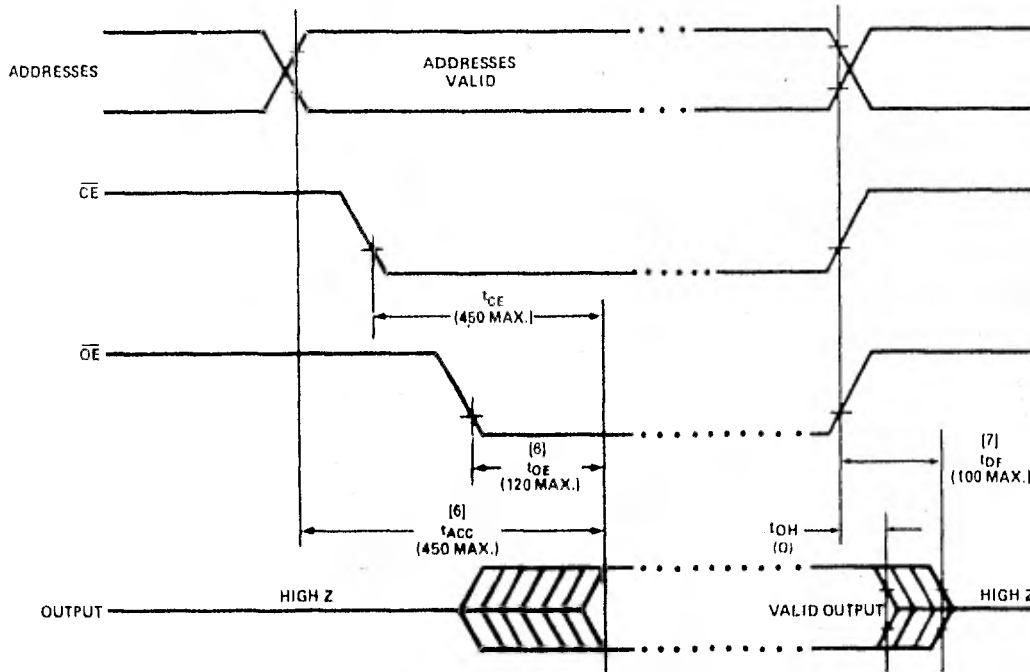 ADDRESSES
ADDRESSES
VALID
CE
tCE
(450 MAX.)
OE
[6]
tOE
(120 MAX.)
[7]
tDF
(100 MAX.)
[6]
tACC
(450 MAX.)
tOH
(0)
OUTPUT
HIGH Z
VALID OUTPUT
HIGH Z